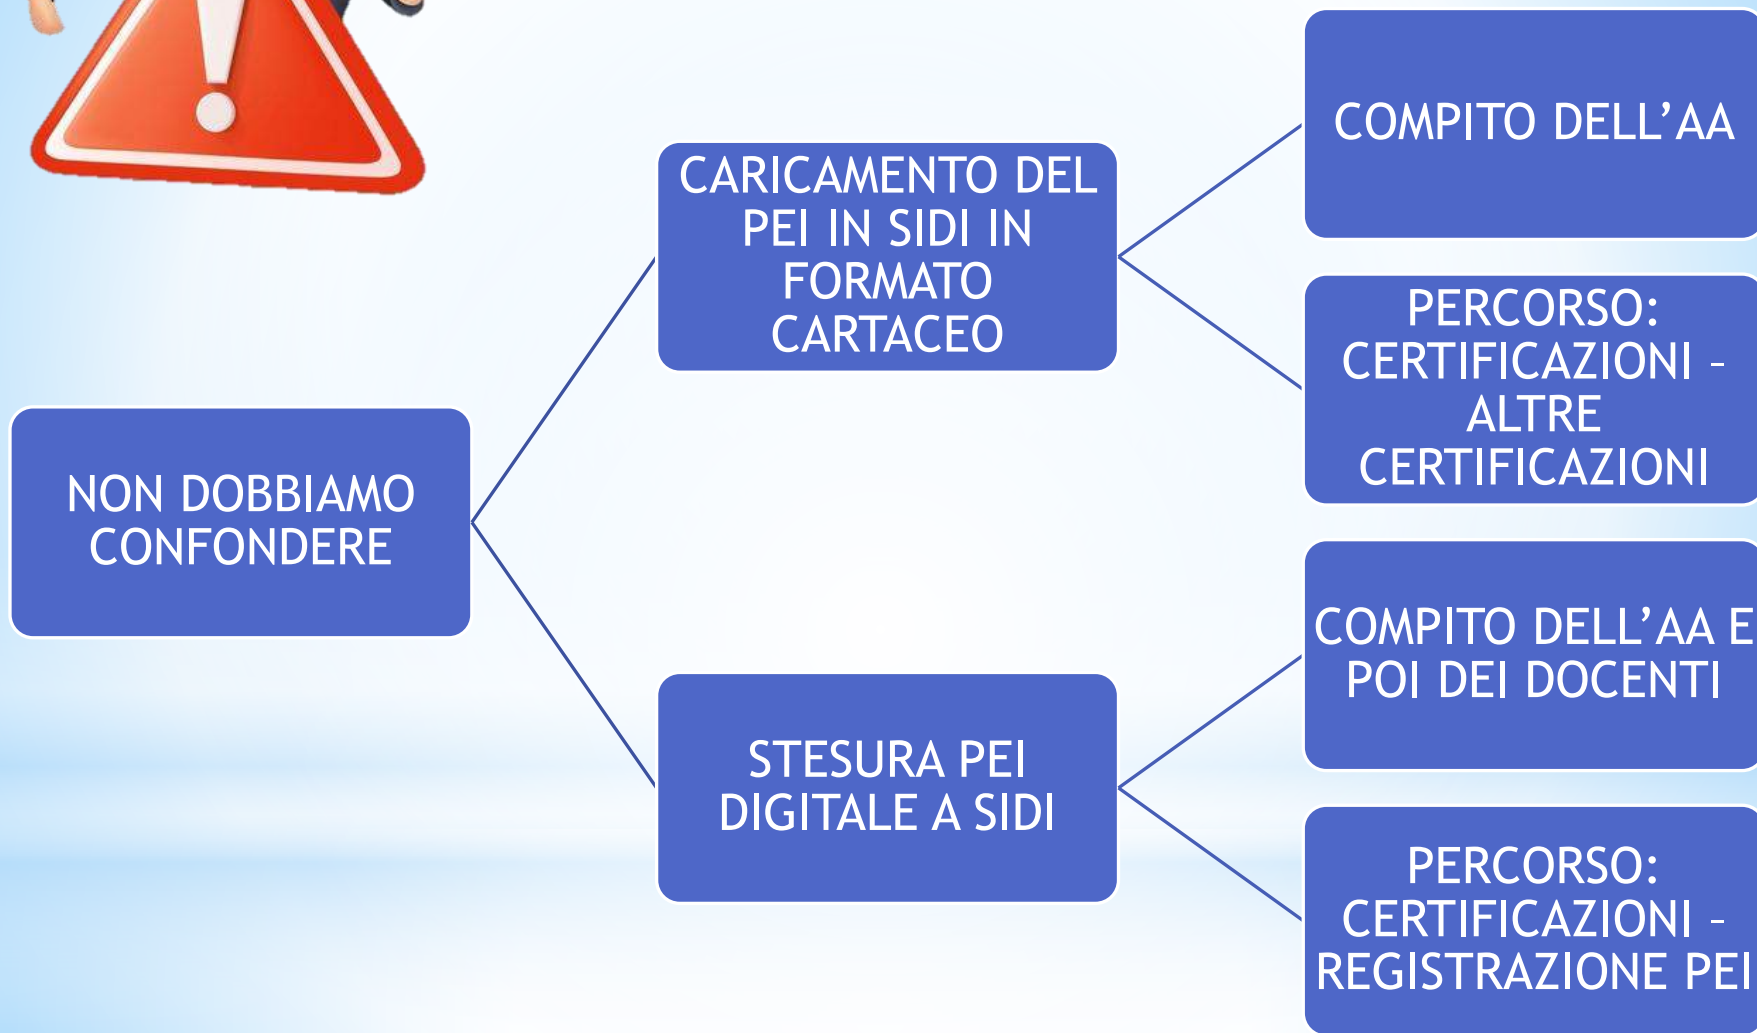 NON DOBBIAMO
CONFONDERE
CARICAMENTO DEL
PEI IN SIDI IN
FORMATO
CARTACEO
COMPITO DELL’AA
PERCORSO:
CERTIFICAZIONI –
ALTRE
CERTIFICAZIONI
STESURA PEI
DIGITALE A SIDI
COMPITO DELL’AA E
POI DEI DOCENTI
PERCORSO:
CERTIFICAZIONI –
REGISTRAZIONE PEI